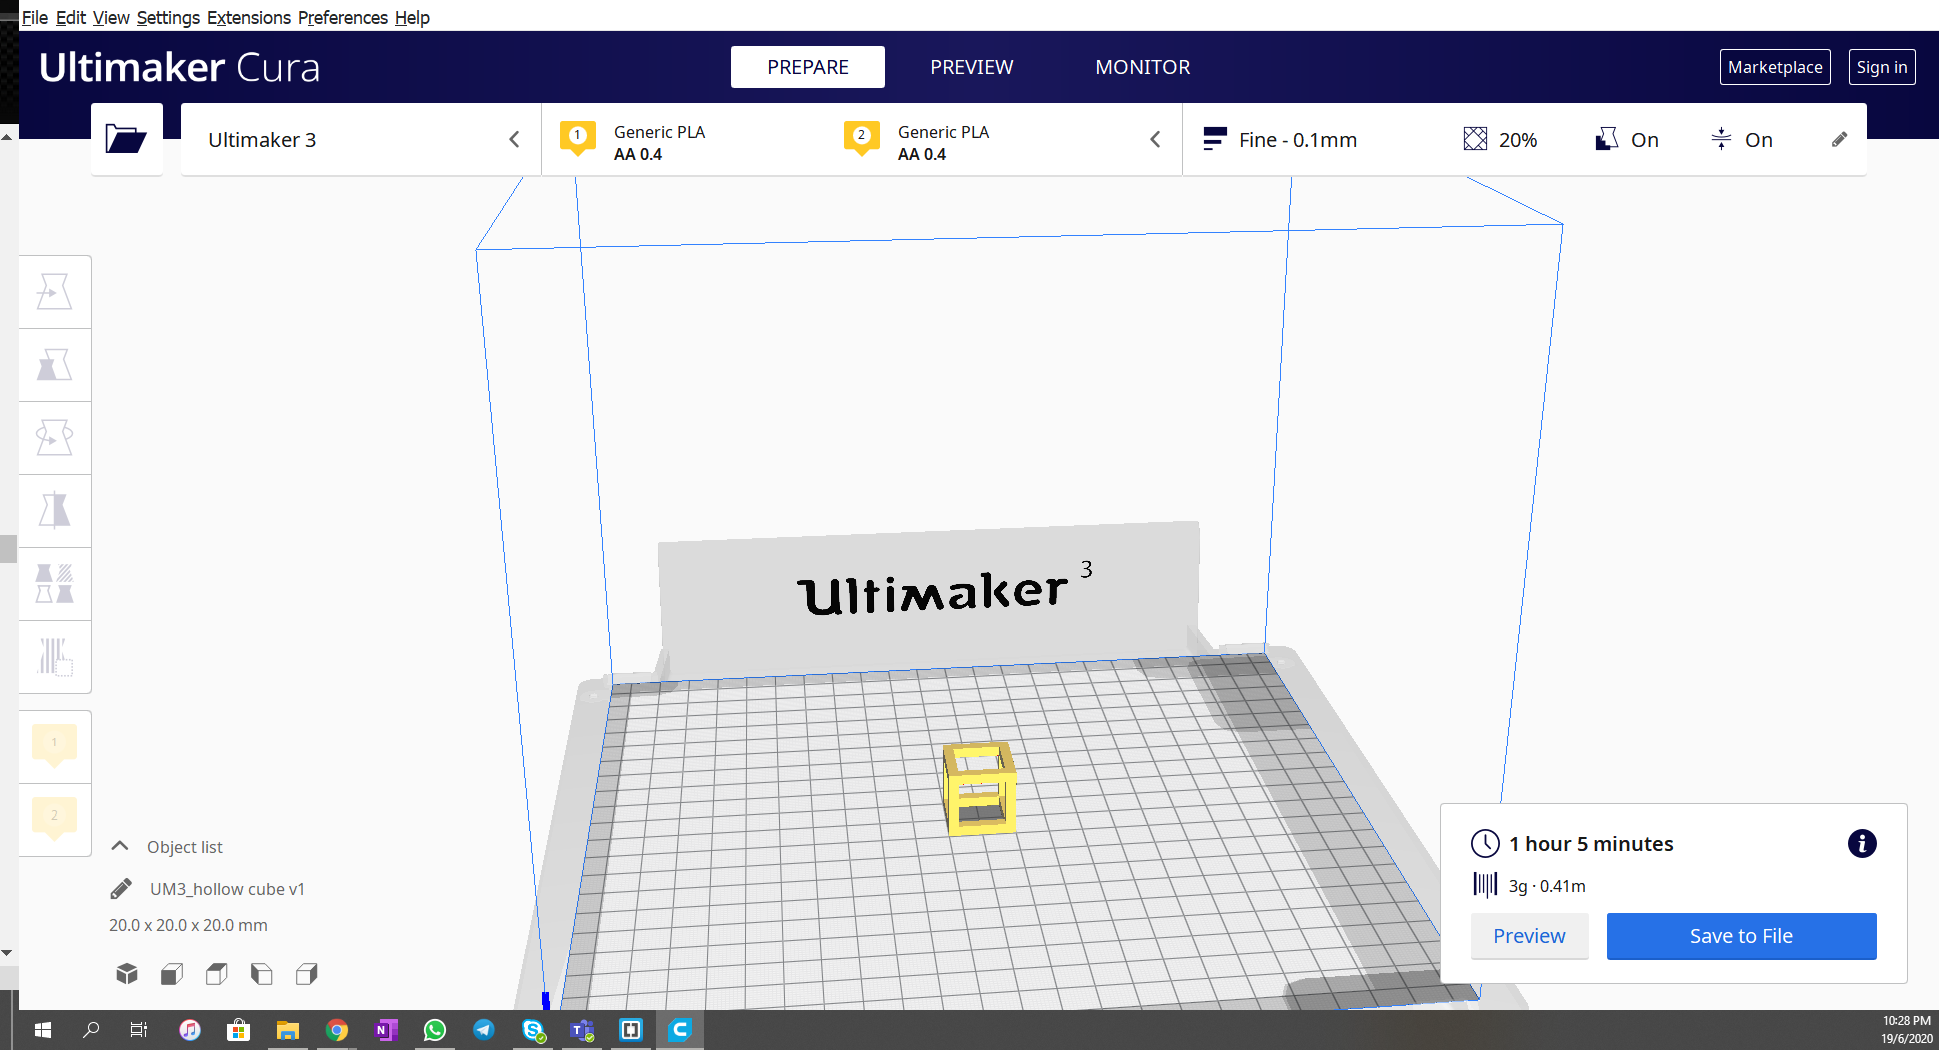 File Edit View Settings Extensions Preferences Help
Ultimaker Cura
PREPARE
PREVIEW
MONITOR
Marketplace
Sign in
Ultimaker 3
1
Generic PLA
AA 0.4
2
Generic PLA
AA 0.4
Fine - 0.1mm
20%
On
On
Ultimaker 3
1
2
Object list
UM3_hollow cube v1
20.0 x 20.0 x 20.0 mm
1 hour 5 minutes
3g · 0.41m
Preview
Save to File
10:28 PM
19/6/2020